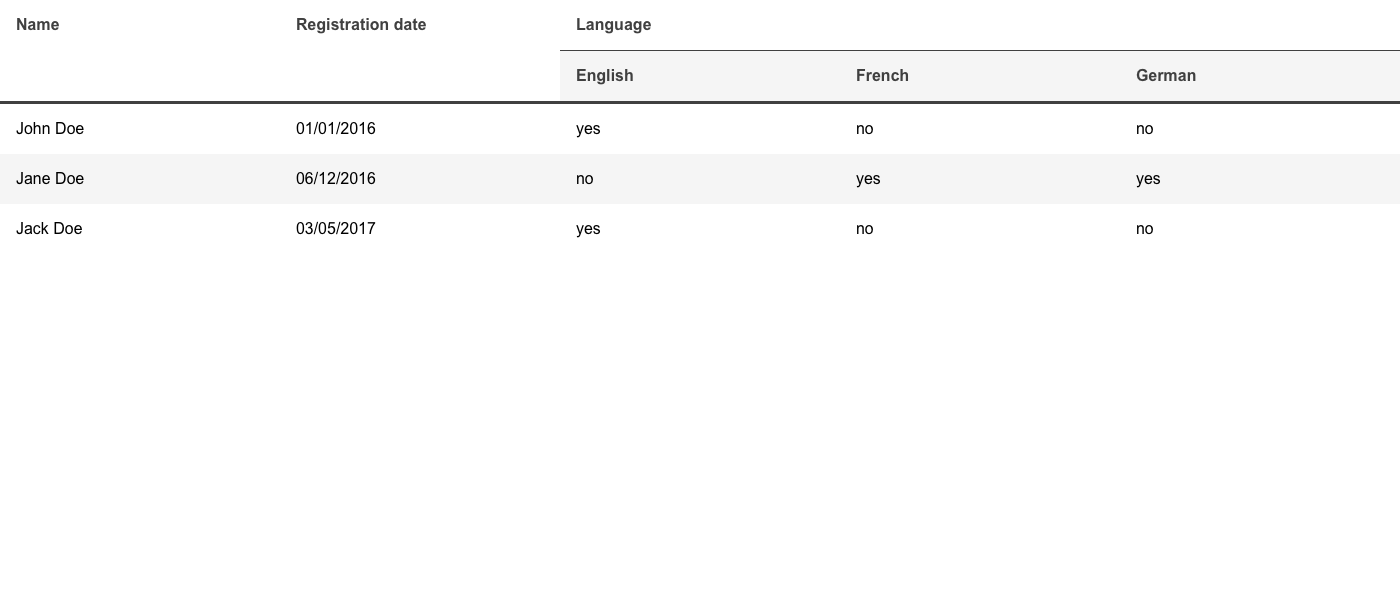 Name Registration date Language
English French German
John Doe 01/01/2016 yes no no
Jane Doe 06/12/2016 no yes yes
Jack Doe 03/05/2017 yes no no